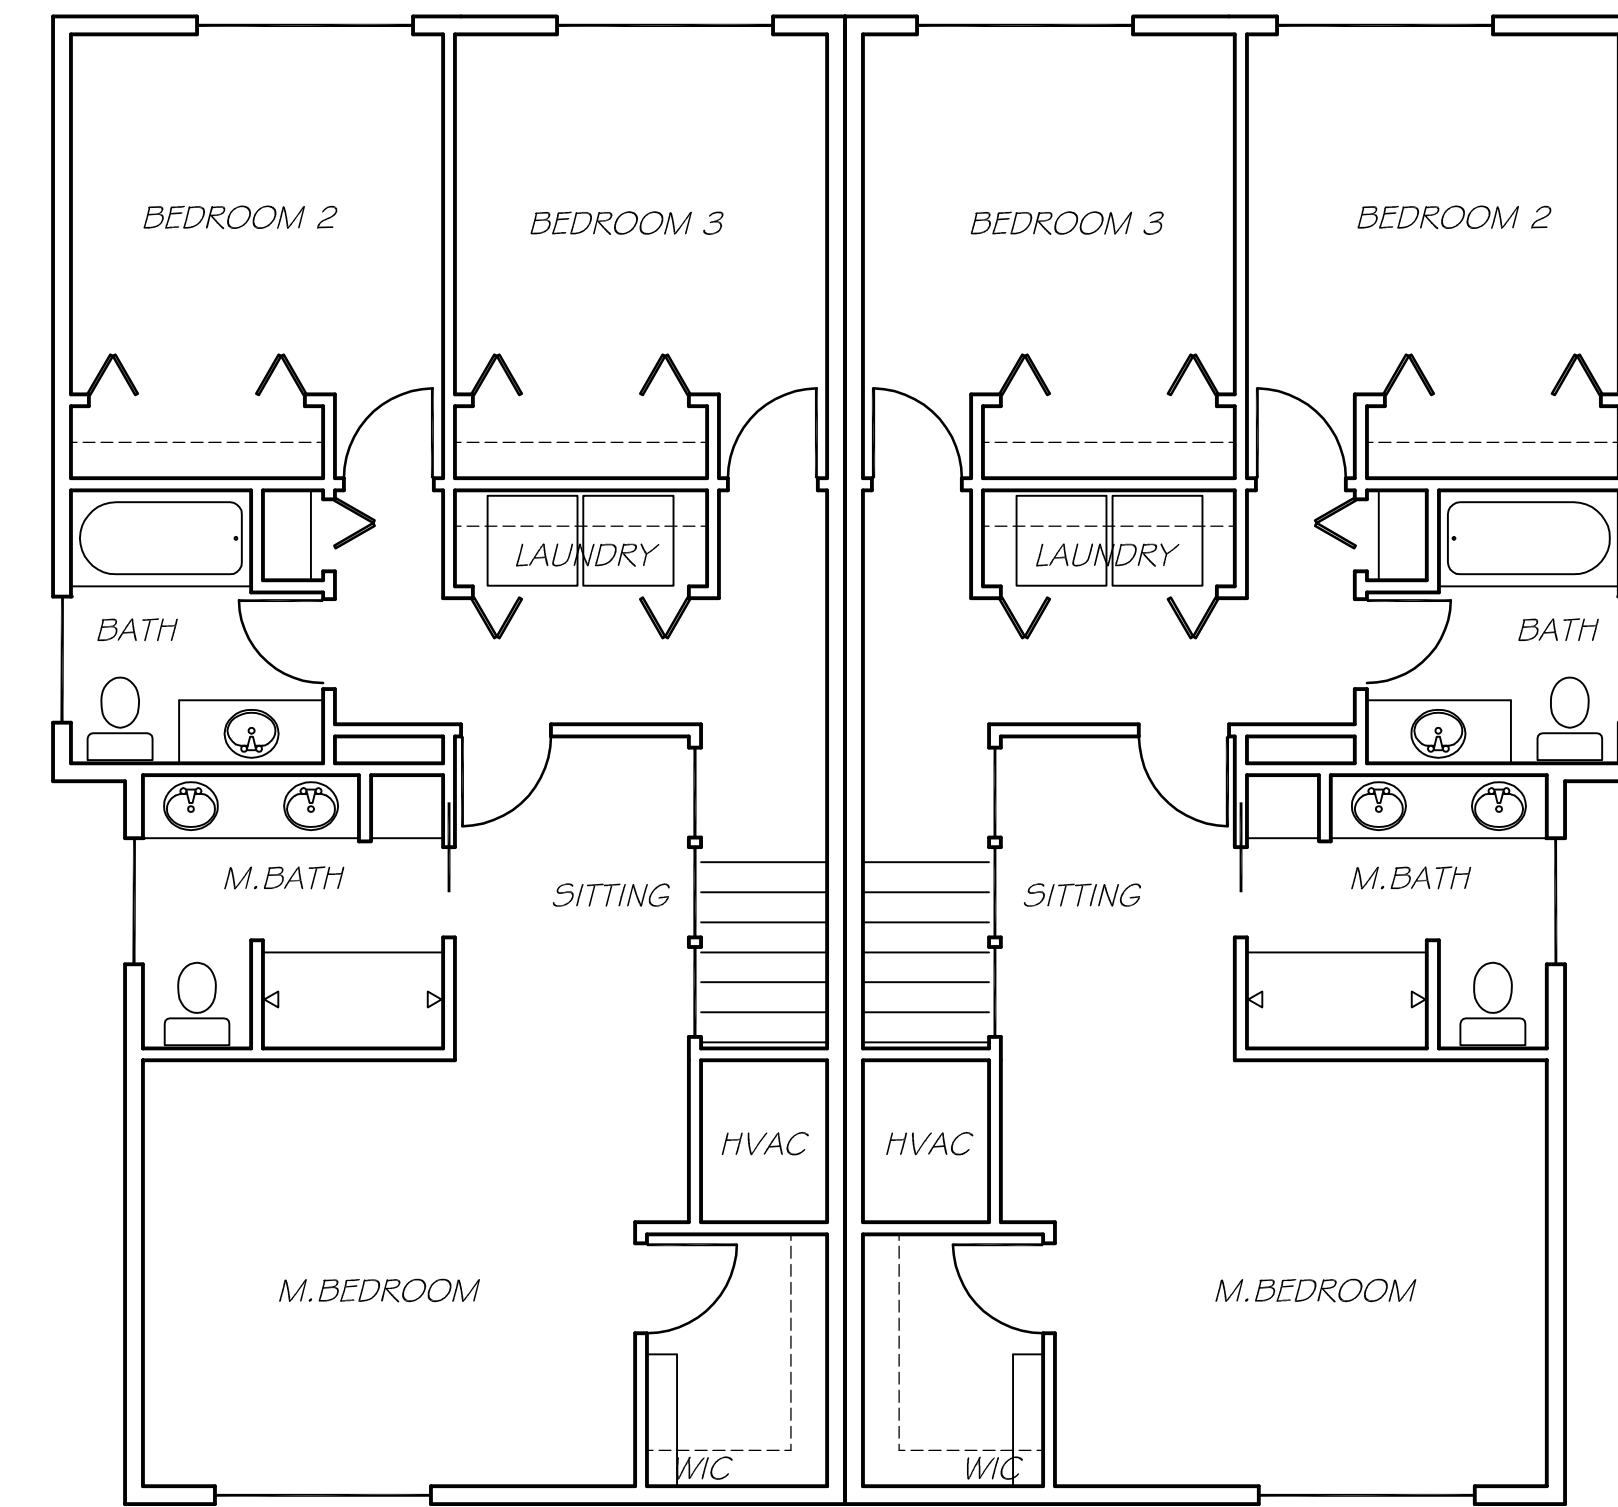 BEDROOM 2
BEDROOM 3
BEDROOM 3
BEDROOM 2
LAUNDRY
LAUNDRY
BATH
BATH
M.BATH
SITTING
SITTING
M.BATH
HVAC
HVAC
M.BEDROOM
M.BEDROOM
WIC
WIC